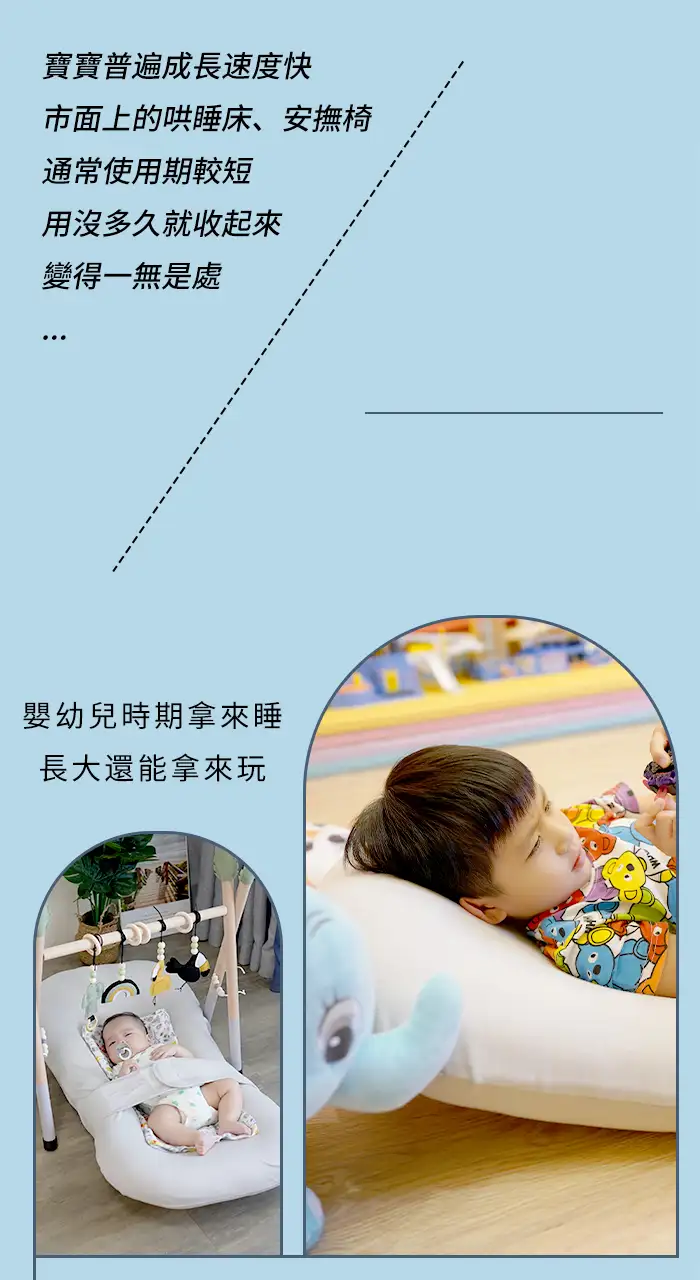 寶寶普遍成長速度快
市面上的哄睡床、安撫椅
通常使用期較短
用沒多久就收起來
變得一無是處
...
嬰幼兒時期拿來睡
長大還能拿來玩